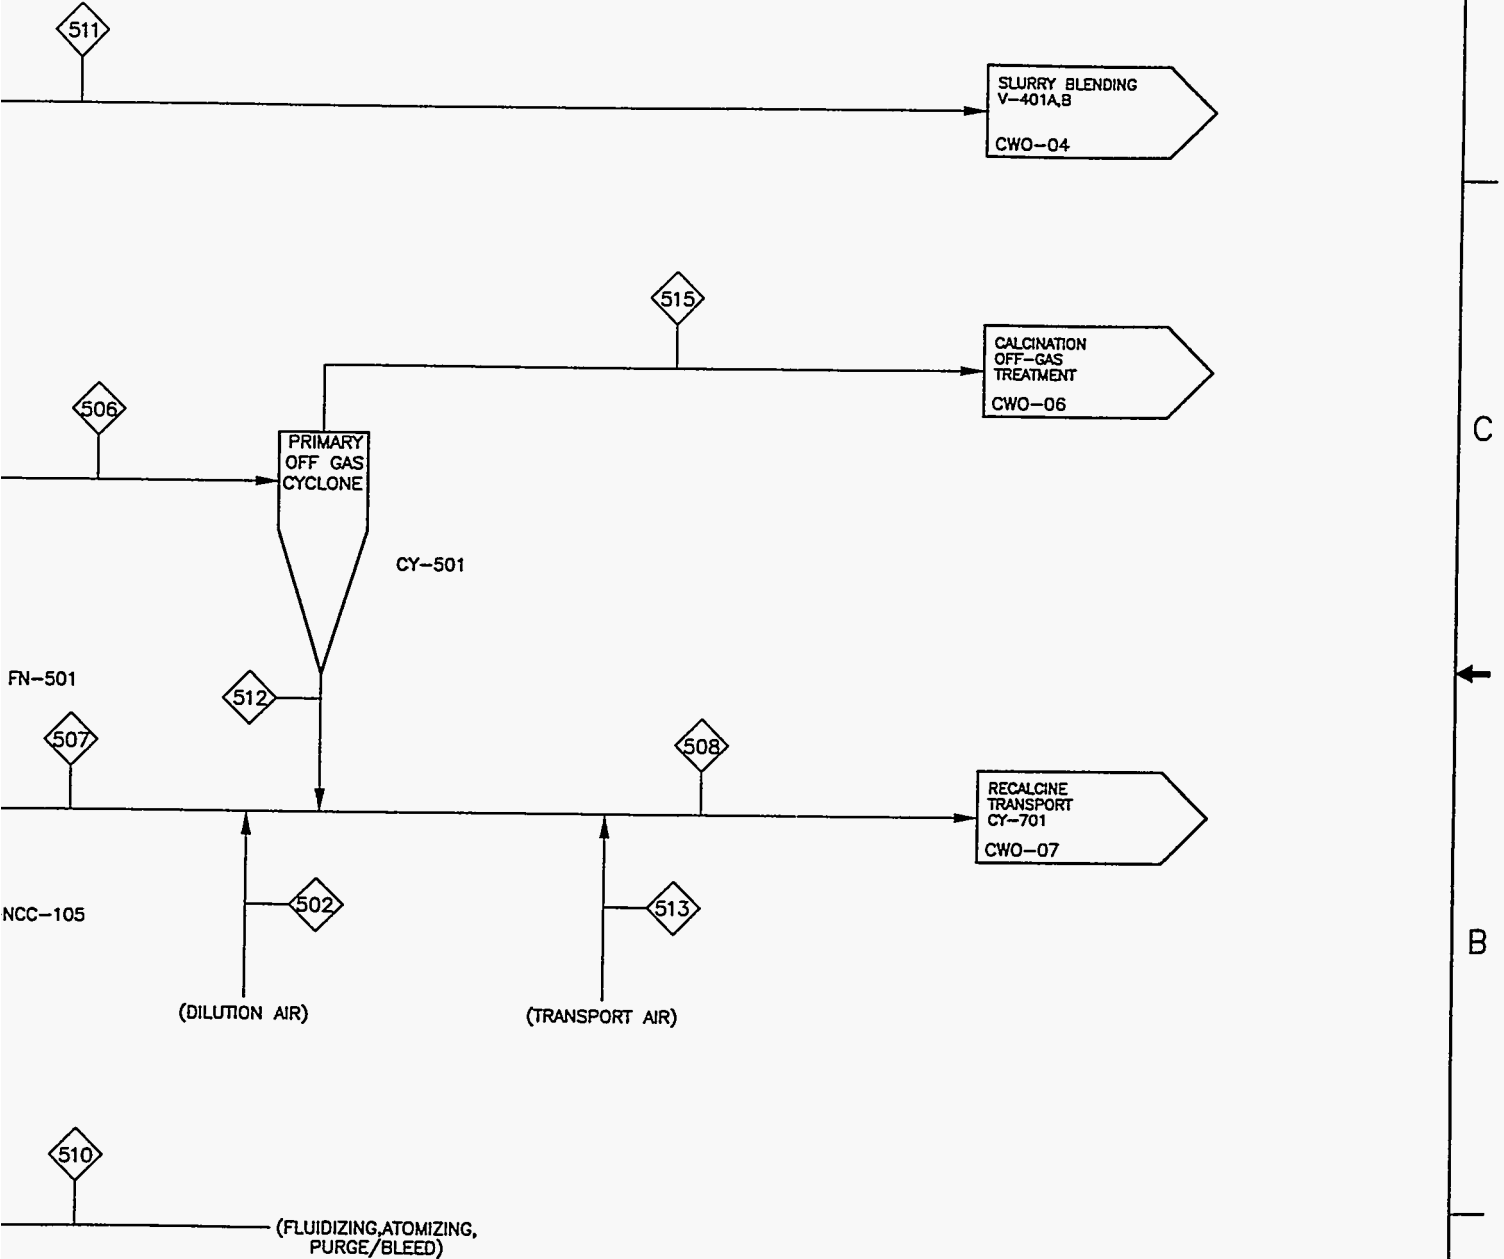 511
SLURRY BLENDING
V-401A,B
CWO-04
515
CALCINATION
OFF-GAS
TREATMENT
CWO-06
506
PRIMARY
OFF GAS
CYCLONE
C
CY-501
FN-501
512
507
508
RECALCINE
TRANSPORT
CY-701
CWO-07
502
513
NCC-105
B
(DILUTION AIR)
(TRANSPORT AIR)
510
(FLUIDIZING,ATOMIZING,
PURGE/BLEED)